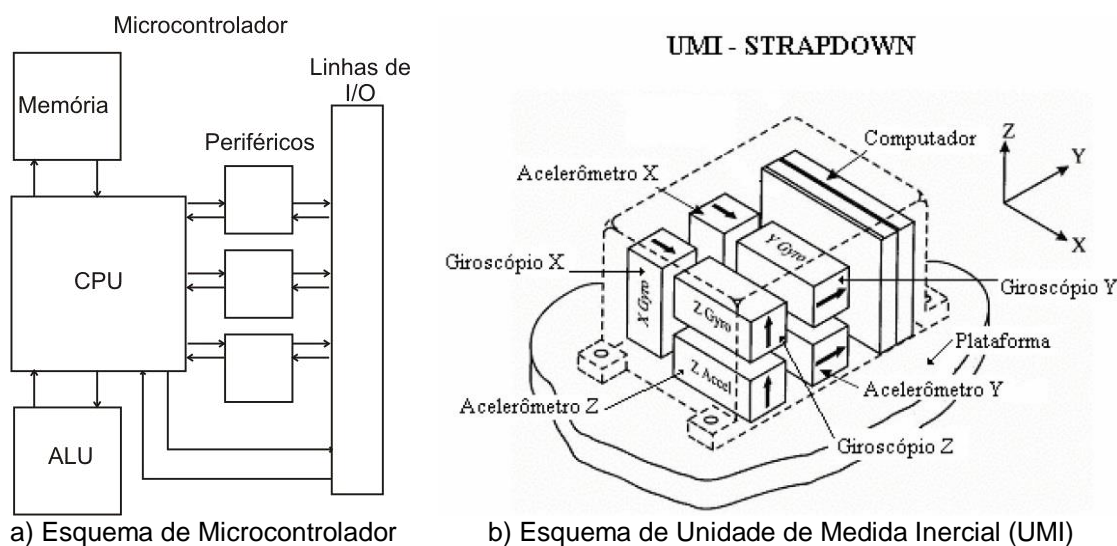 Microcontrolador
Memória
Linhas de
I/O
Periféricos
CPU
ALU
a) Esquema de Microcontrolador
UMI - STRAPDOWN
Computador
Z
Y
X
Acelerômetro X
Giroscópio X
X Gyro
Y Gyro
Z Gyro
Z Accel
Giroscópio Y
Plataforma
Acelerômetro Z
Acelerômetro Y
Giroscópio Z
b) Esquema de Unidade de Medida Inercial (UMI)